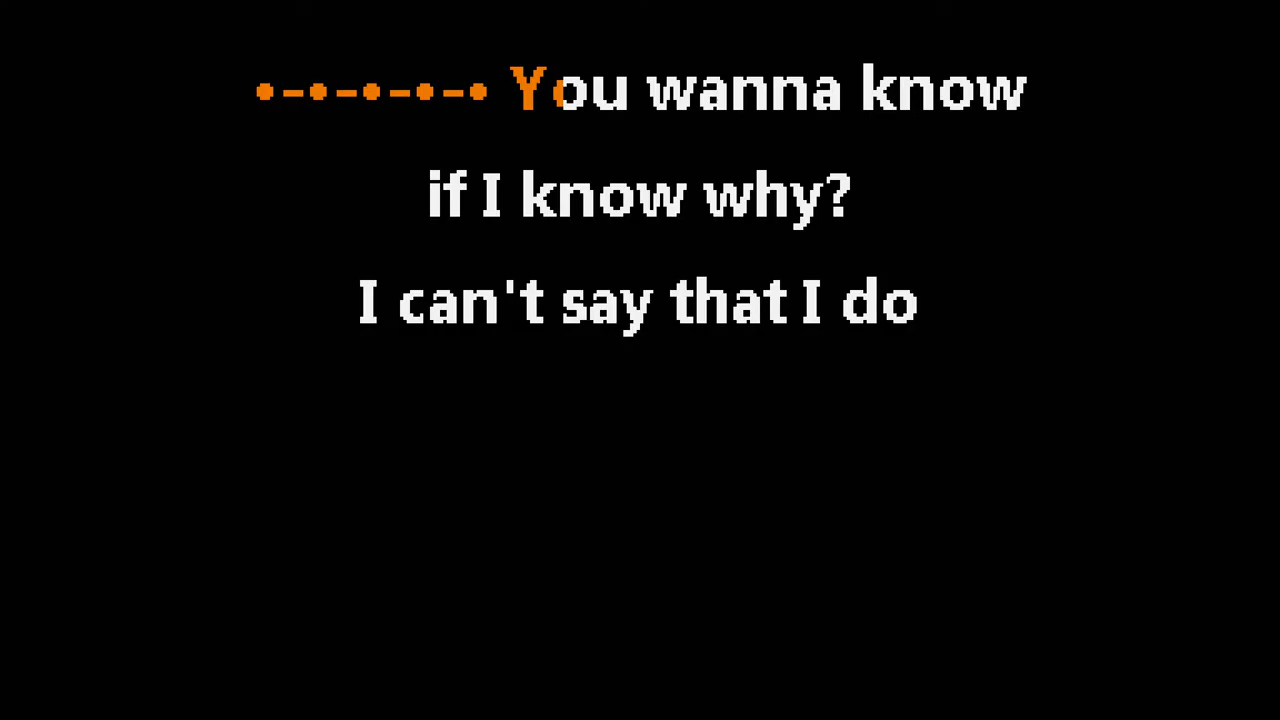 •-•-•-•-• You wanna know
if I know why?
I can't say that I do